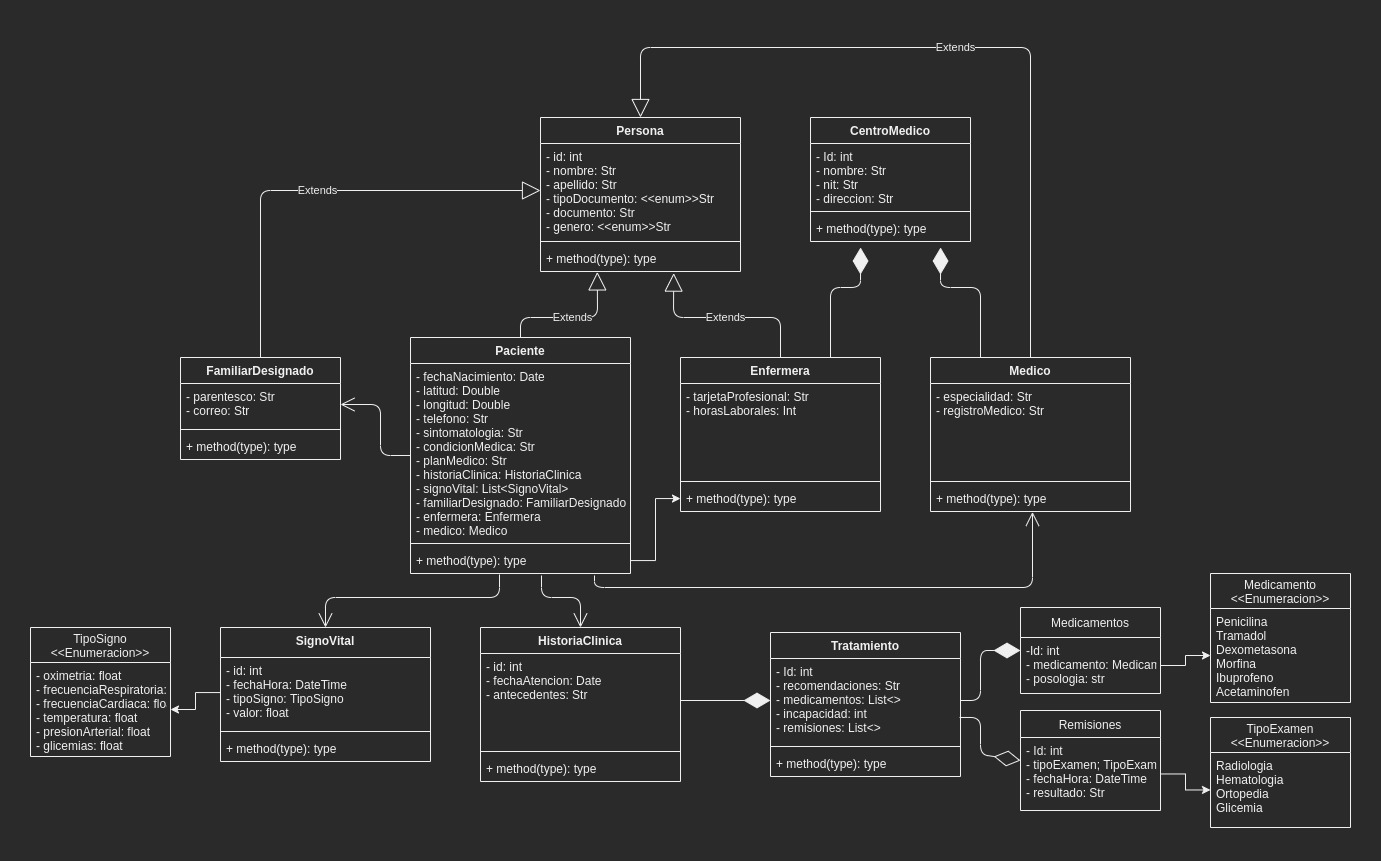 Extends
Persona
- id: int
- nombre: Str
- apellido: Str
- tipoDocumento: <<enum>>Str
- documento: Str
- genero: <<enum>>Str
+ method(type): type
CentroMedico
- Id: int
- nombre: Str
- nit: Str
- direccion: Str
+ method(type): type
Extends
Extends
Extends
FamiliarDesignado
- parentesco: Str
- correo: Str
+ method(type): type
Paciente
- fechaNacimiento: Date
- latitud: Double
- longitud: Double
- telefono: Str
- sintomatologia: Str
- condicionMedica: Str
- planMedico: Str
- historiaClinica: HistoriaClinica
- signoVital: List<SignoVital>
- familiarDesignado: FamiliarDesignado
- enfermera: Enfermera
- medico: Medico
+ method(type): type
Enfermera
- tarjetaProfesional: Str
- horasLaborales: Int
+ method(type): type
Medico
- especialidad: Str
- registroMedico: Str
+ method(type): type
TipoSigno
<<Enumeracion>>
- oximetria: float
- frecuenciaRespiratoria:
- frecuenciaCardiaca: flo
- temperatura: float
- presionArterial: float
- glicemias: float
SignoVital
- id: int
- fechaHora: DateTime
- tipoSigno: TipoSigno
- valor: float
+ method(type): type
HistoriaClinica
- id: int
- fechaAtencion: Date
- antecedentes: Str
+ method(type): type
Tratamiento
- Id: int
- recomendaciones: Str
- medicamentos: List<>
- incapacidad: int
- remisiones: List<>
+ method(type): type
Medicamentos
-Id: int
- medicamento: Medican
- posologia: str
Remisiones
- Id: int
- tipoExamen; TipoExam
- fechaHora: DateTime
- resultado: Str
Medicamento
<<Enumeracion>>
Penicilina
Tramadol
Dexometasona
Morfina
Ibuprofeno
Acetaminofen
TipoExamen
<<Enumeracion>>
Radiologia
Hematologia
Ortopedia
Glicemia